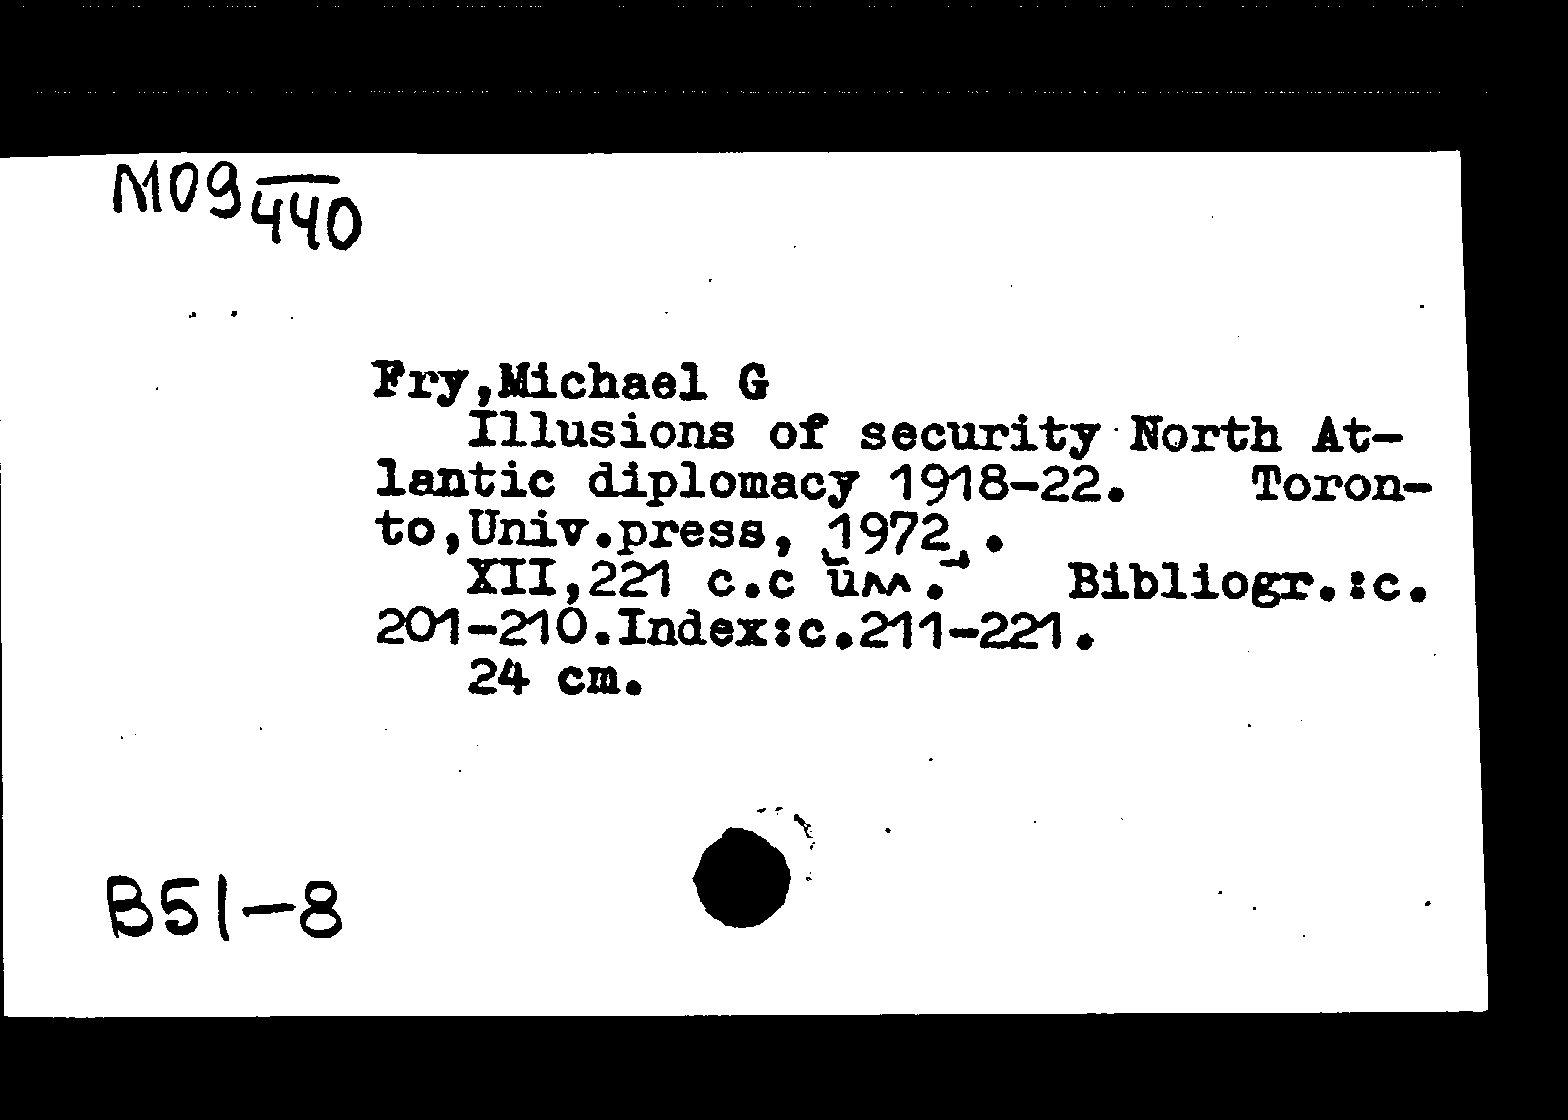 M09 440
Fry,Michael G
Illusions of security North At-
lantic diplomacy 1918-22. Toron-
to,Univ.press, [1972].
XII,221 c.c илл. Bibliogr.:c.
201-210.Index:c.211-221.
24 cm.
B51-8